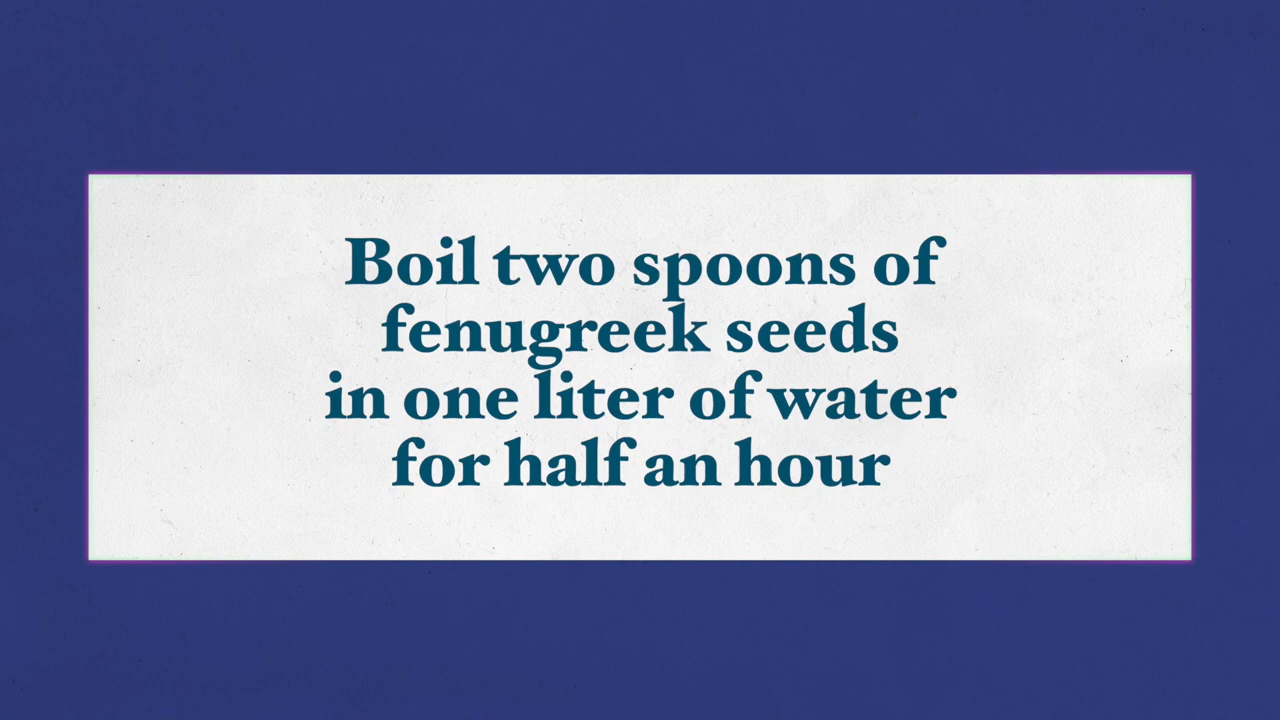 Boil two spoons of
fenugreek seeds
in one liter of water
for half an hour